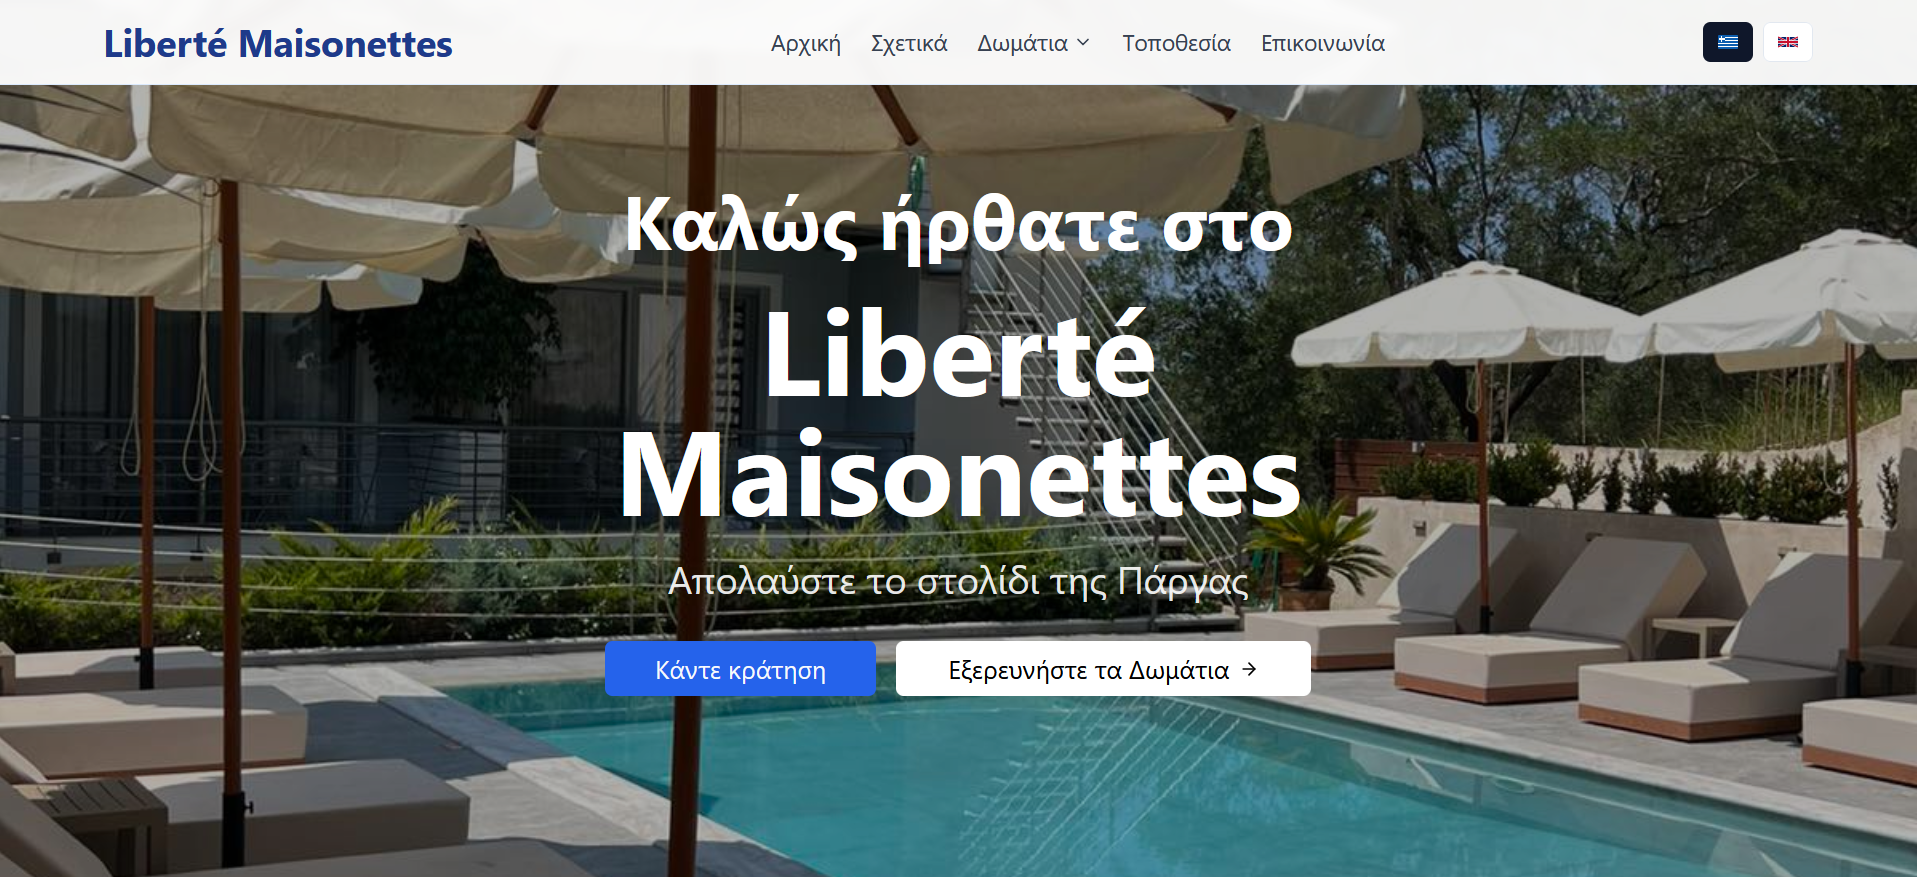 Liberté Maisonettes
Αρχική Σχετικά Δωμάτια Τοποθεσία Επικοινωνία
Καλώς ήρθατε στο
Liberté
Maisonettes
Απολαύστε το στολίδι της Πάργας
Κάντε κράτηση Εξερευνήστε τα Δωμάτια →